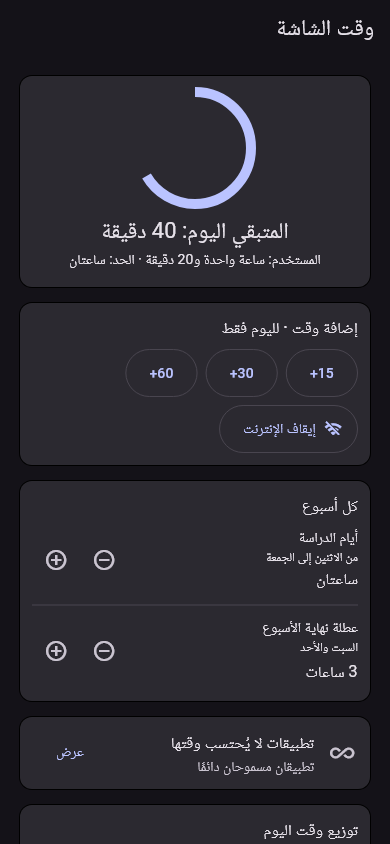 وقت الشاشة
المتبقي اليوم: 40 دقيقة
المستخدم: ساعة واحدة و20 دقيقة · الحد: ساعتان
إضافة وقت · لليوم فقط
+15
+30
+60
إيقاف الإنترنت
كل أسبوع
أيام الدراسة
من الاثنين إلى الجمعة
ساعتان
عطلة نهاية الأسبوع
السبت والأحد
3 ساعات
تطبيقات لا يُحتسب وقتها
تطبيقان مسموحان دائمًا
عرض
توزيع وقت اليوم